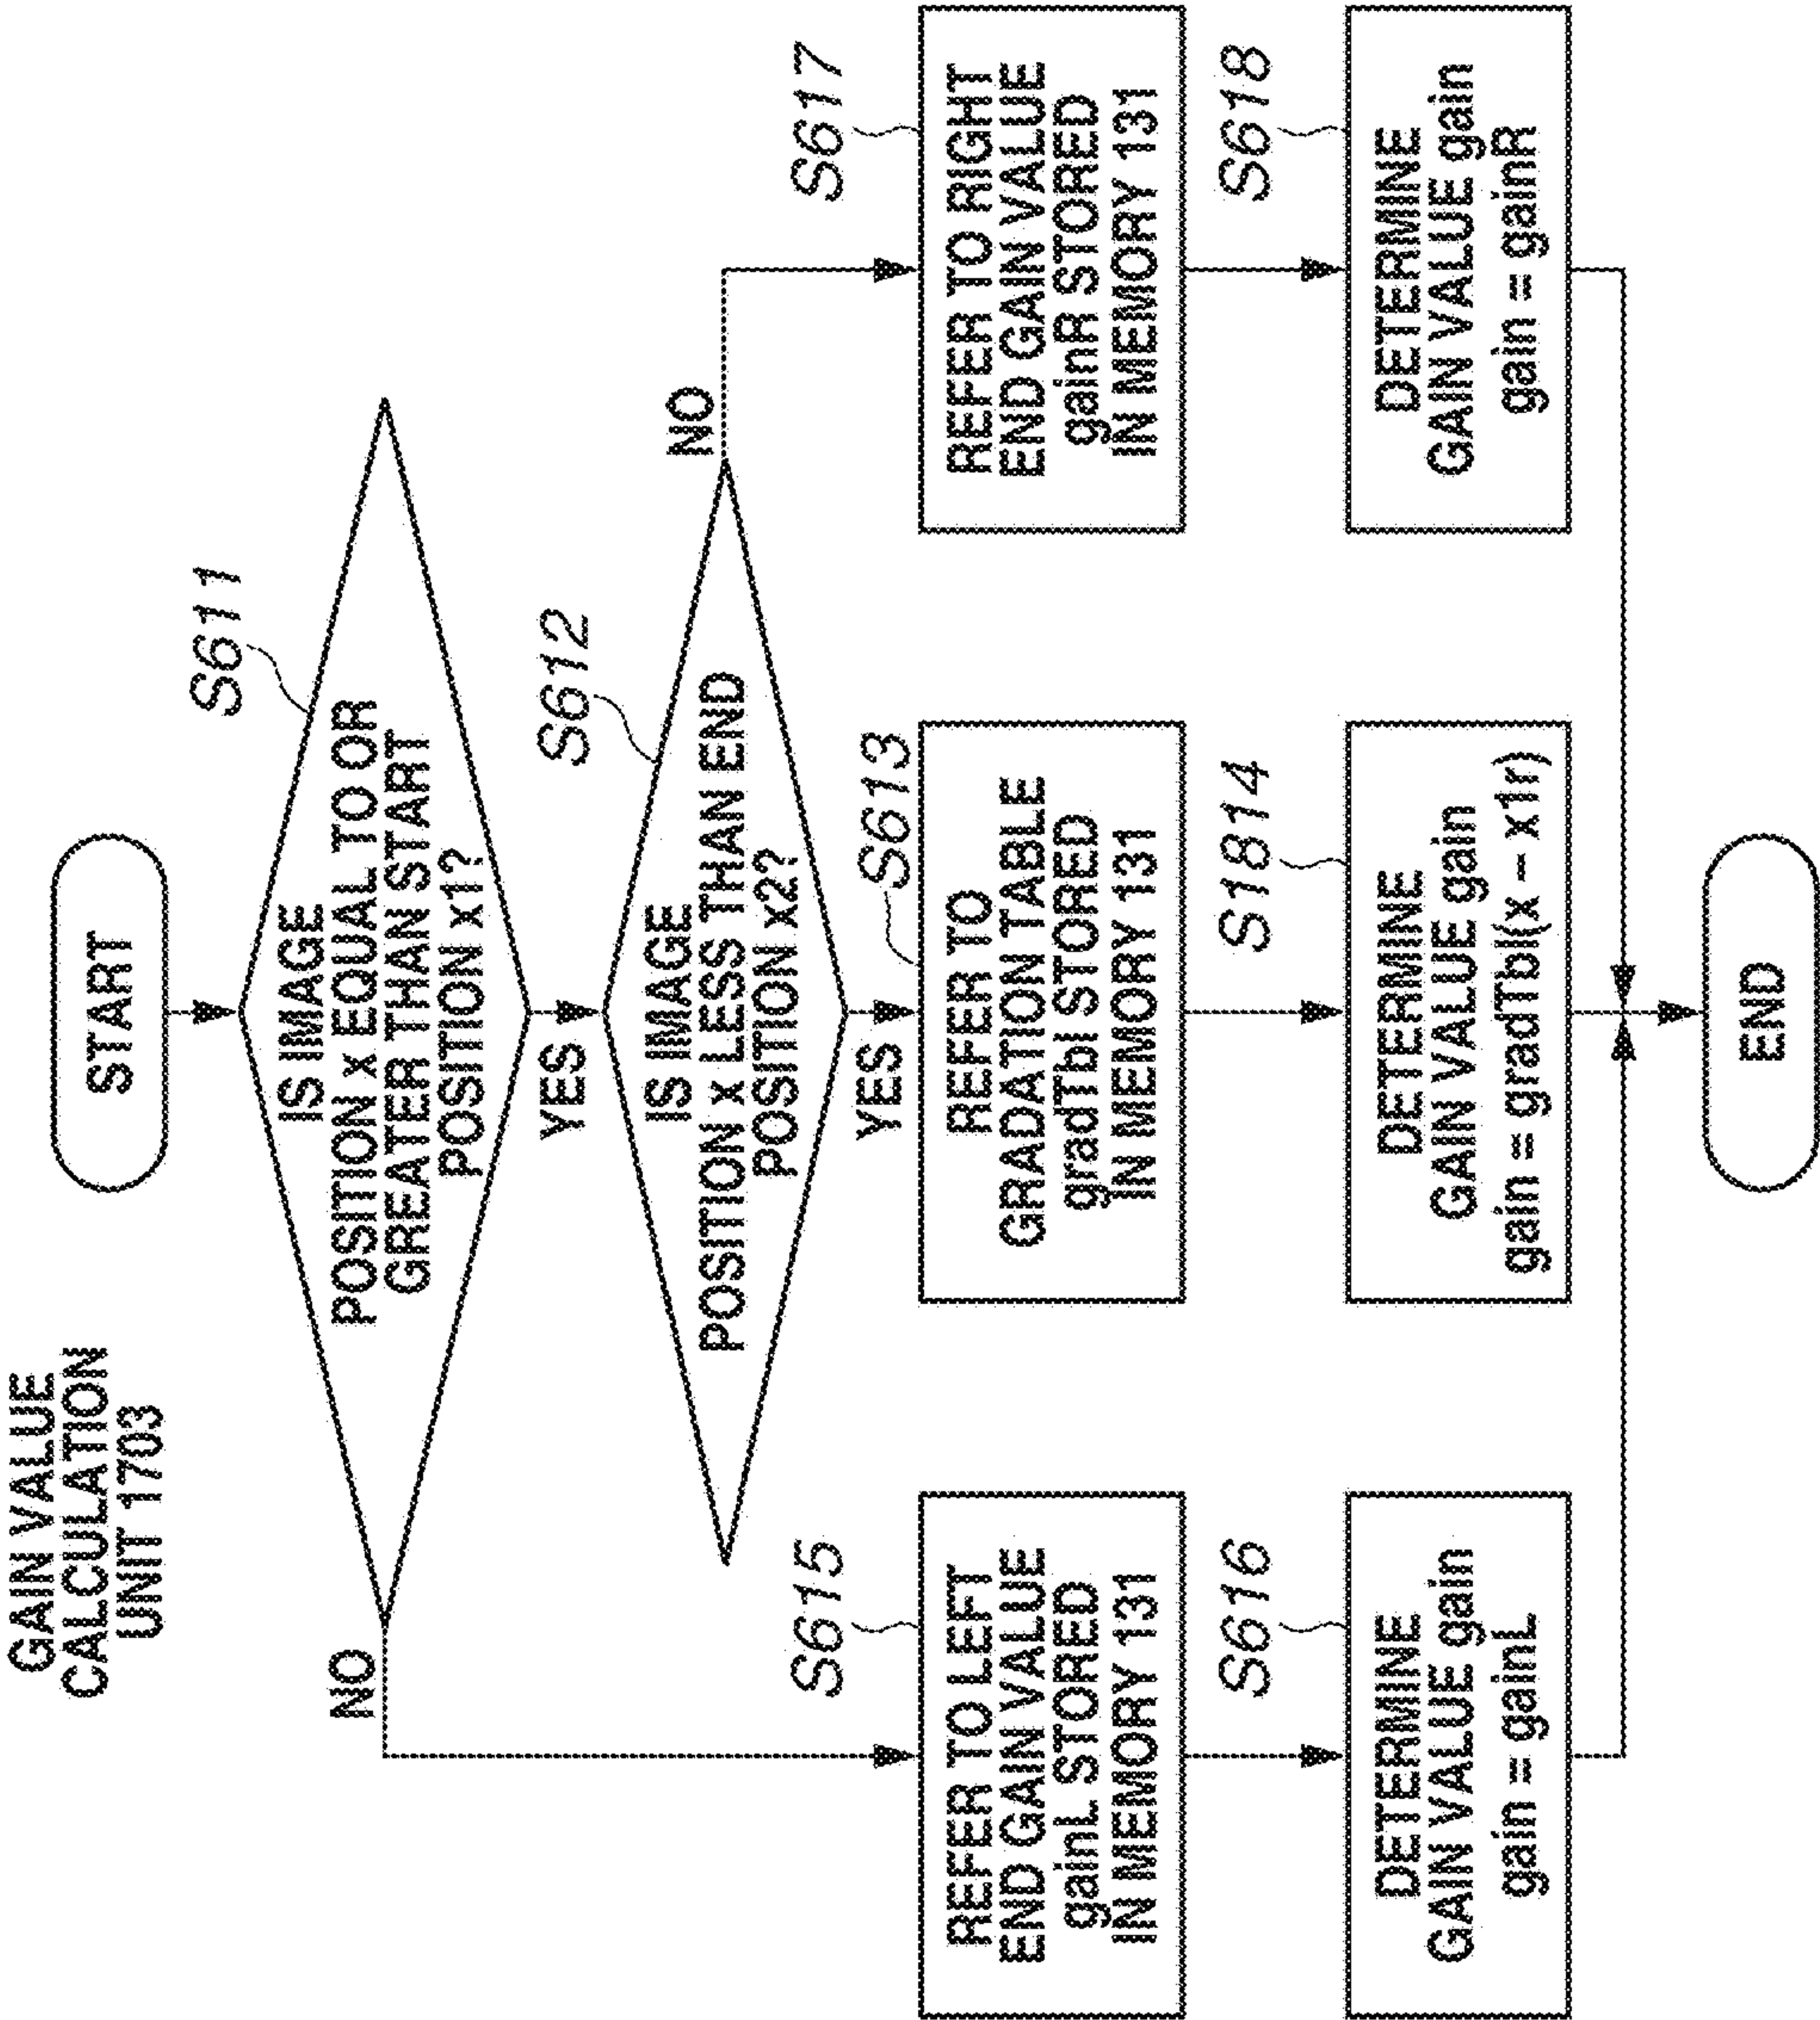 GAIN VALUE
CALCULATION
UNIT 1703
START
S611
IS IMAGE
POSITION x EQUAL TO OR
GREATER THAN START
POSITION x1?
NO
YES
S612
IS IMAGE
POSITION x LESS THAN END
POSITION x2?
NO
YES
S615
REFER TO LEFT
END GAIN VALUE
gainL STORED
IN MEMORY 131
S613
REFER TO
GRADATION TABLE
gradTbl STORED
IN MEMORY 131
S617
REFER TO RIGHT
END GAIN VALUE
gainR STORED
IN MEMORY 131
S616
DETERMINE
GAIN VALUE gain
gain = gainL
S1814
DETERMINE
GAIN VALUE gain
gain = gradTbl(x – x1r)
S618
DETERMINE
GAIN VALUE gain
gain = gainR
END